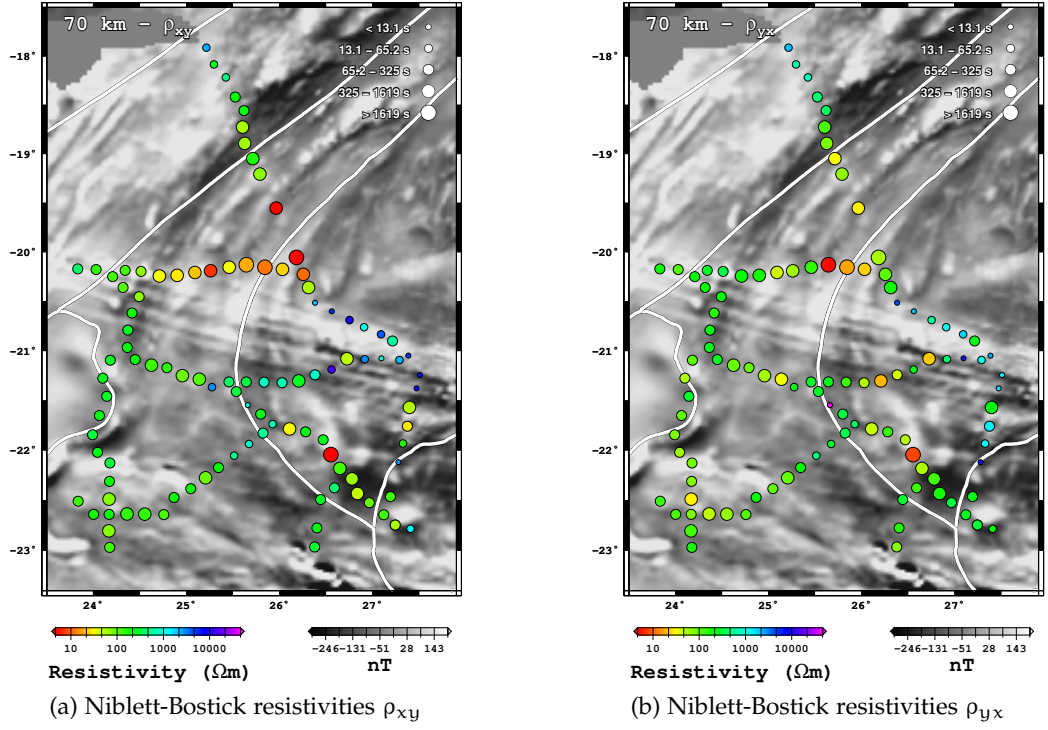 70 km – ρxy
< 13.1 s
13.1 – 65.2 s
65.2 – 325 s
325 – 1619 s
> 1619 s
−18°
−19°
−20°
−21°
−22°
−23°
24° 25° 26° 27°
10 100 1000 10000
Resistivity (Ωm)
−246−131 −51 28 143
nT
(a) Niblett-Bostick resistivities ρxy
70 km – ρyx
< 13.1 s
13.1 – 65.2 s
65.2 – 325 s
325 – 1619 s
> 1619 s
−18°
−19°
−20°
−21°
−22°
−23°
24° 25° 26° 27°
10 100 1000 10000
Resistivity (Ωm)
−246−131 −51 28 143
nT
(b) Niblett-Bostick resistivities ρyx